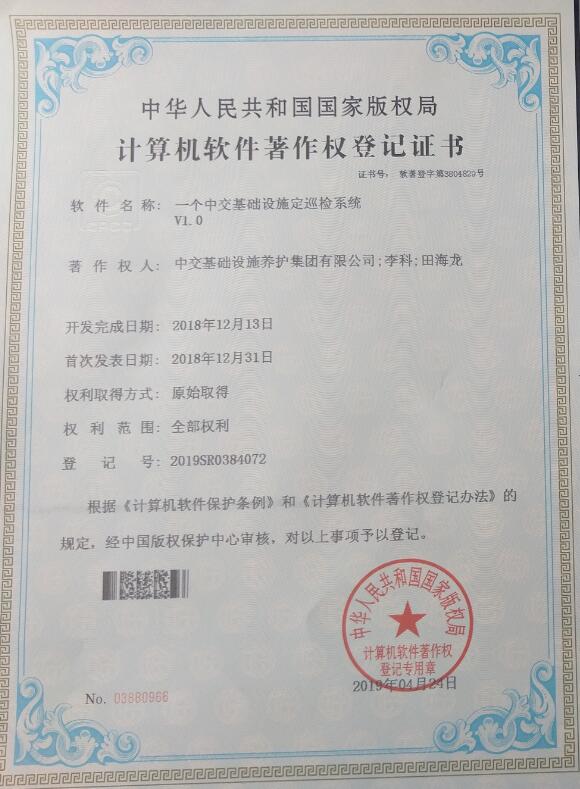 中华人民共和国国家版权局
计算机软件著作权登记证书
证书号: 软著登字第3804829号
软件名称: 一个中交基础设施定巡检系统
V1.0
著作权人: 中交基础设施养护集团有限公司;李科;田海龙
开发完成日期: 2018年12月13日
首次发表日期: 2018年12月31日
权利取得方式: 原始取得
权利范围: 全部权利
登记号: 2019SR0384072
根据《计算机软件保护条例》和《计算机软件著作权登记办法》的
规定，经中国版权保护中心审核，对以上事项予以登记。
中华人民共和国国家版权局
计算机软件著作权
登记专用章
2019年04月24日
No. 03880966